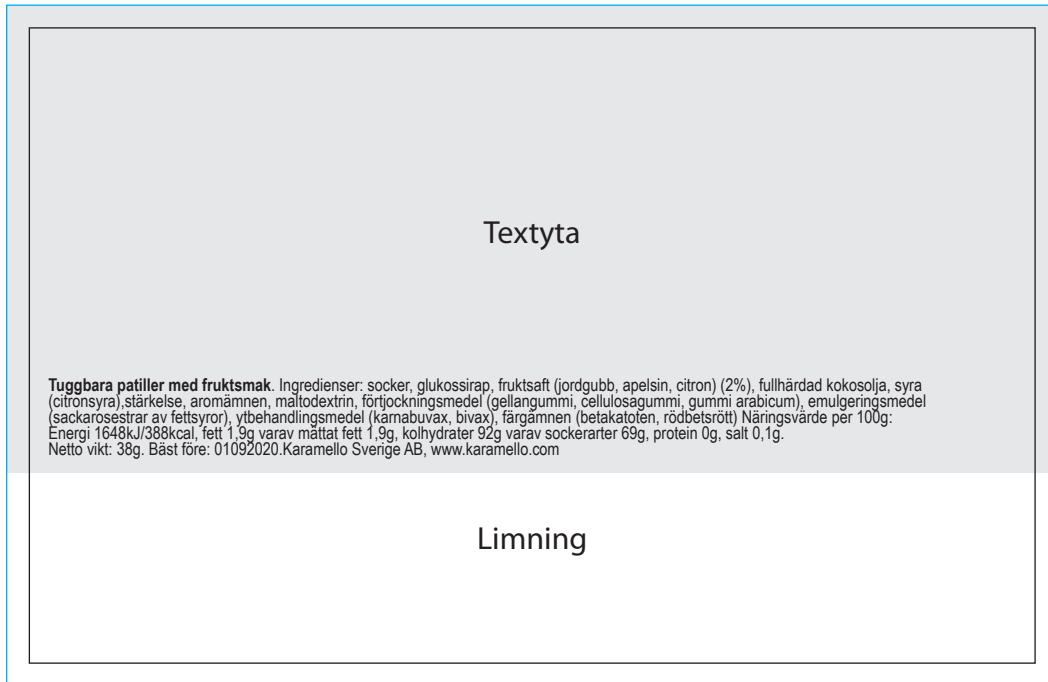 Textyta
Tuggbara patiller med fruktsmak. Ingredienser: socker, glukossirap, fruktsaft (jordgubb, apelsin, citron) (2%), fullhärdad kokosolja, syra
(citronsyra),stärkelse, aromämnen, maltodextrin, förtjockningsmedel (gellangummi, cellulosagummi, gummi arabicum), emulgeringsmedel
(sackarosestrar av fettsyror), ytbehandlingsmedel (karnabuvax, bivax), färgämnen (betakatoten, rödbetsrött) Näringsvärde per 100g:
Energi 1648kJ/388kcal, fett 1,9g varav mättat fett 1,9g, kolhydrater 92g varav sockerarter 69g, protein 0g, salt 0,1g.
Netto vikt: 38g. Bäst före: 01092020.Karamello Sverige AB, www.karamello.com
Limning